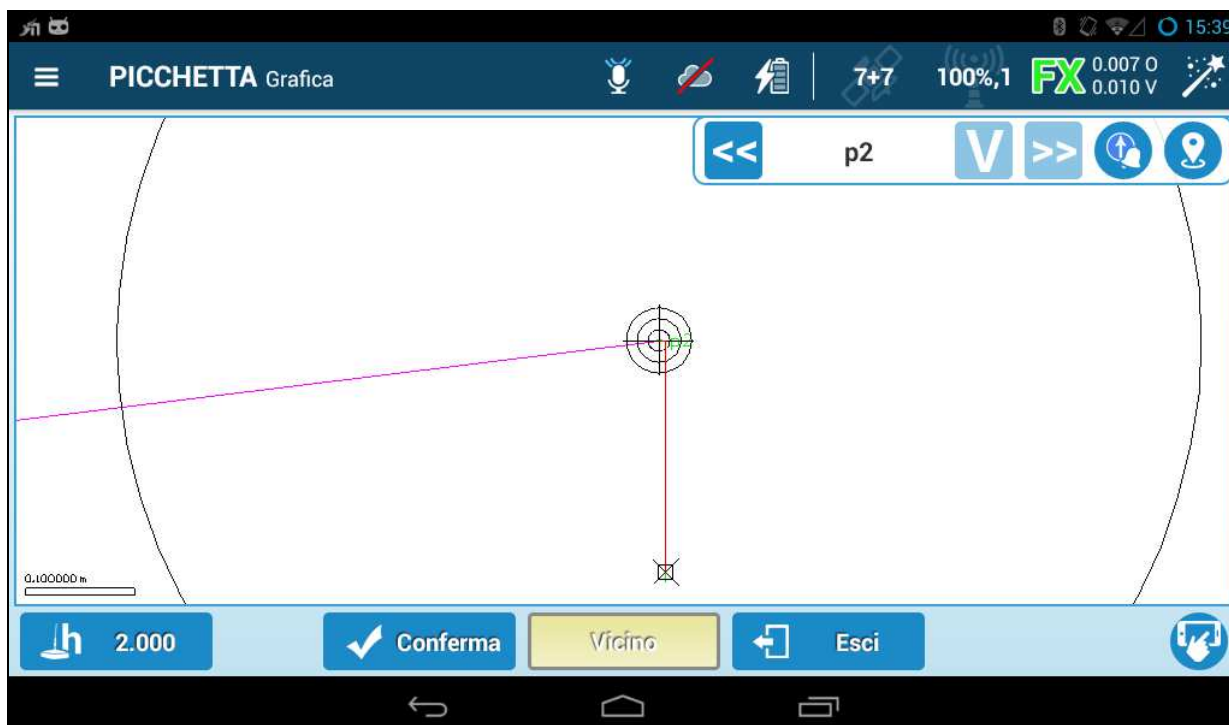 15:39
PICCHETTA Grafica
7+7
100%,1
FX
0.007 O
0.010 V
<<
p2
V
>>
p2
0.100000 m
h
2.000
Conferma
Vicino
Esci